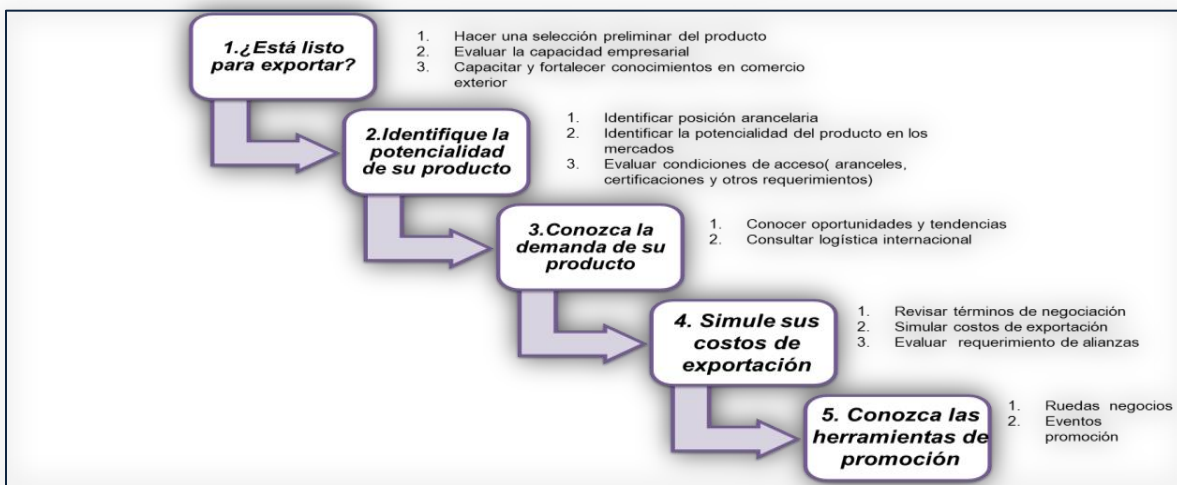 1.¿Está listo
para exportar?
1. Hacer una selección preliminar del producto
2. Evaluar la capacidad empresarial
3. Capacitar y fortalecer conocimientos en comercio
exterior
2.Identifique la
potencialidad
de su producto
1. Identificar posición arancelaria
2. Identificar la potencialidad del producto en los
mercados
3. Evaluar condiciones de acceso( aranceles,
certificaciones y otros requerimientos)
3.Conozca la
demanda de su
producto
1. Conocer oportunidades y tendencias
2. Consultar logística internacional
4. Simule sus
costos de
exportación
1. Revisar términos de negociación
2. Simular costos de exportación
3. Evaluar requerimiento de alianzas
5. Conozca las
herramientas de
promoción
1. Ruedas negocios
2. Eventos
promoción